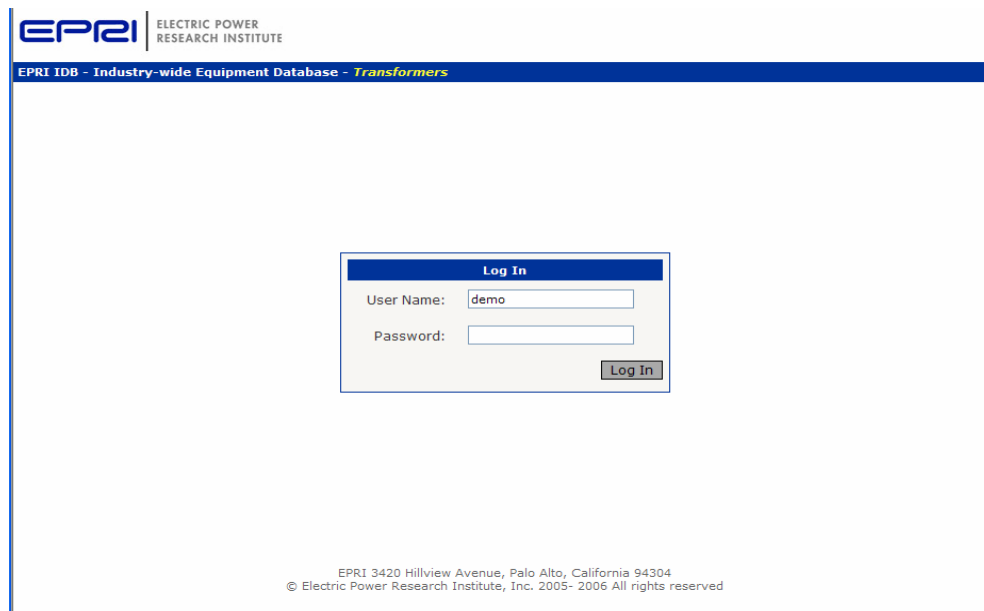 EPRI
ELECTRIC POWER
RESEARCH INSTITUTE
EPRI IDB - Industry-wide Equipment Database - Transformers
Log In
User Name: demo
Password:
Log In
EPRI 3420 Hillview Avenue, Palo Alto, California 94304
© Electric Power Research Institute, Inc. 2005- 2006 All rights reserved